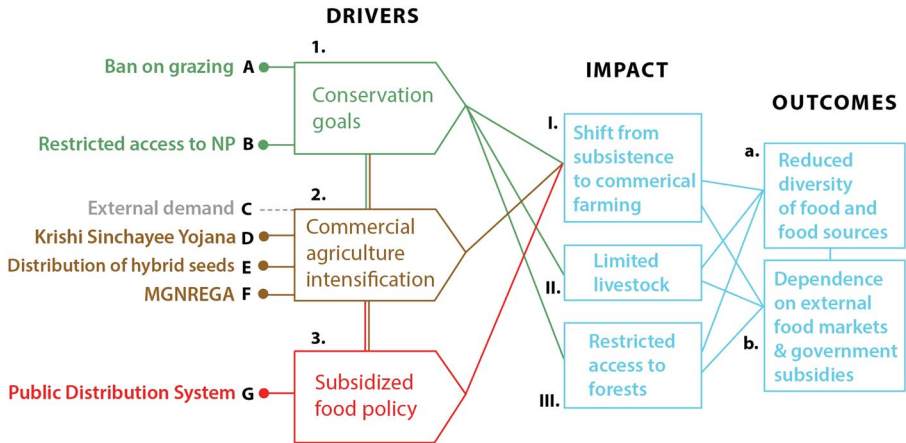 DRIVERS
1.
Ban on grazing A
Conservation
goals
Restricted access to NP B
2.
External demand C
Krishi Sinchayee Yojana D
Distribution of hybrid seeds E
MGNREGA F
Commercial
agriculture
intensification
3.
Public Distribution System G
Subsidized
food policy
IMPACT
I.
Shift from
subsistence
to commerical
farming
II.
Limited
livestock
III.
Restricted
access to
forests
OUTCOMES
a.
Reduced
diversity
of food and
food sources
b.
Dependence
on external
food markets
& government
subsidies